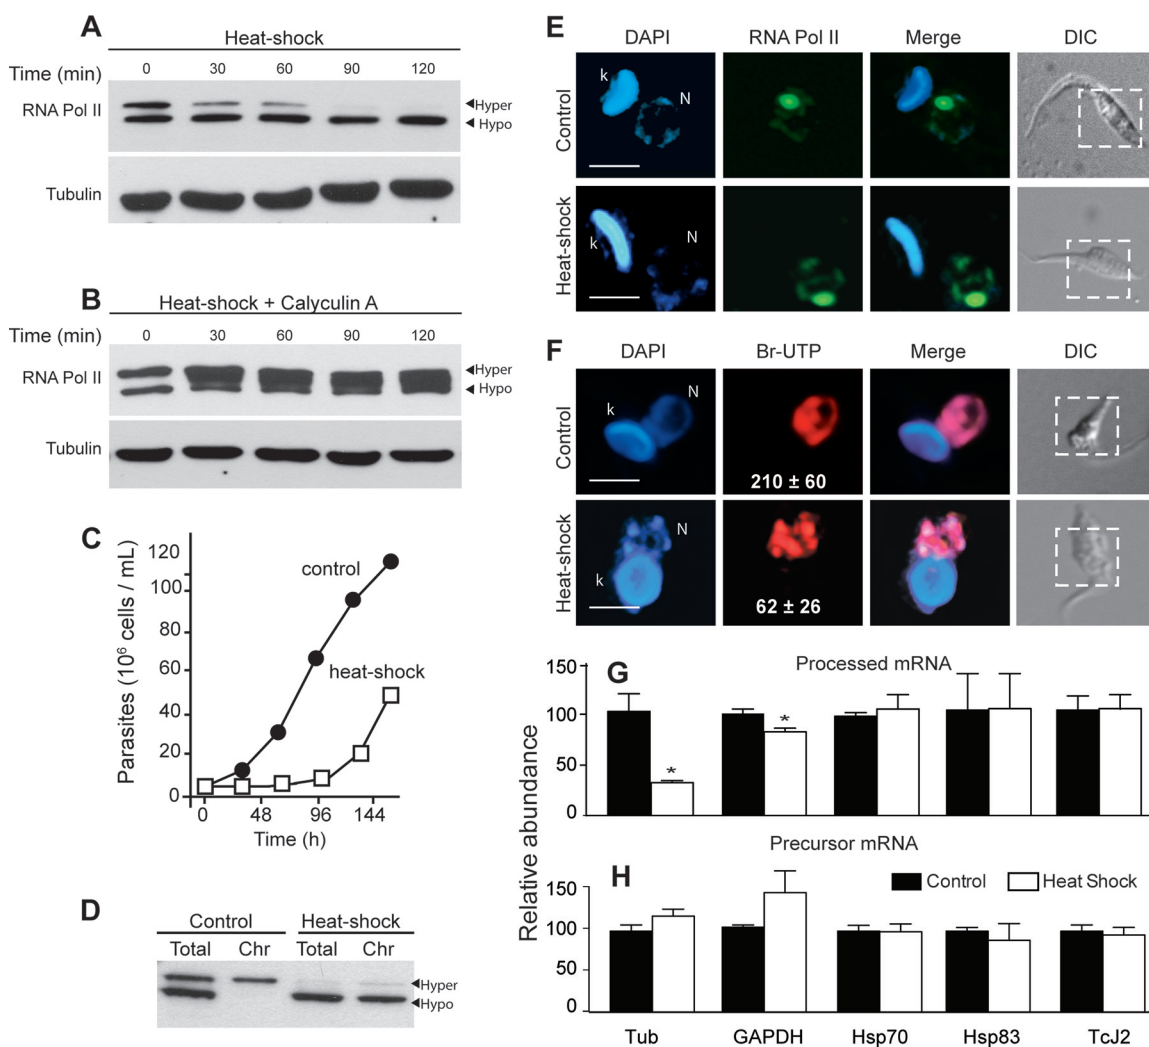 A
Heat-shock
Time (min) 0 30 60 90 120
RNA Pol II
Hyper
Hypo
Tubulin
B
Heat-shock + Calyculin A
Time (min) 0 30 60 90 120
RNA Pol II
Hyper
Hypo
Tubulin
C
Parasites (10⁶ cells / mL)
120
100
80
60
40
20
0
control
heat-shock
0 48 96 144
Time (h)
D
Control Heat-shock
Total Chr Total Chr
Hyper
Hypo
E
DAPI RNA Pol II Merge DIC
Control
k
N
Heat-shock
k
N
F
DAPI Br-UTP Merge DIC
Control
k
N
210 ± 60
Heat-shock
N
k
62 ± 26
Relative abundance
G
Processed mRNA
150
100
50
0
*
*
H
Precursor mRNA
Control Heat Shock
150
100
50
0
Tub GAPDH Hsp70 Hsp83 TcJ2